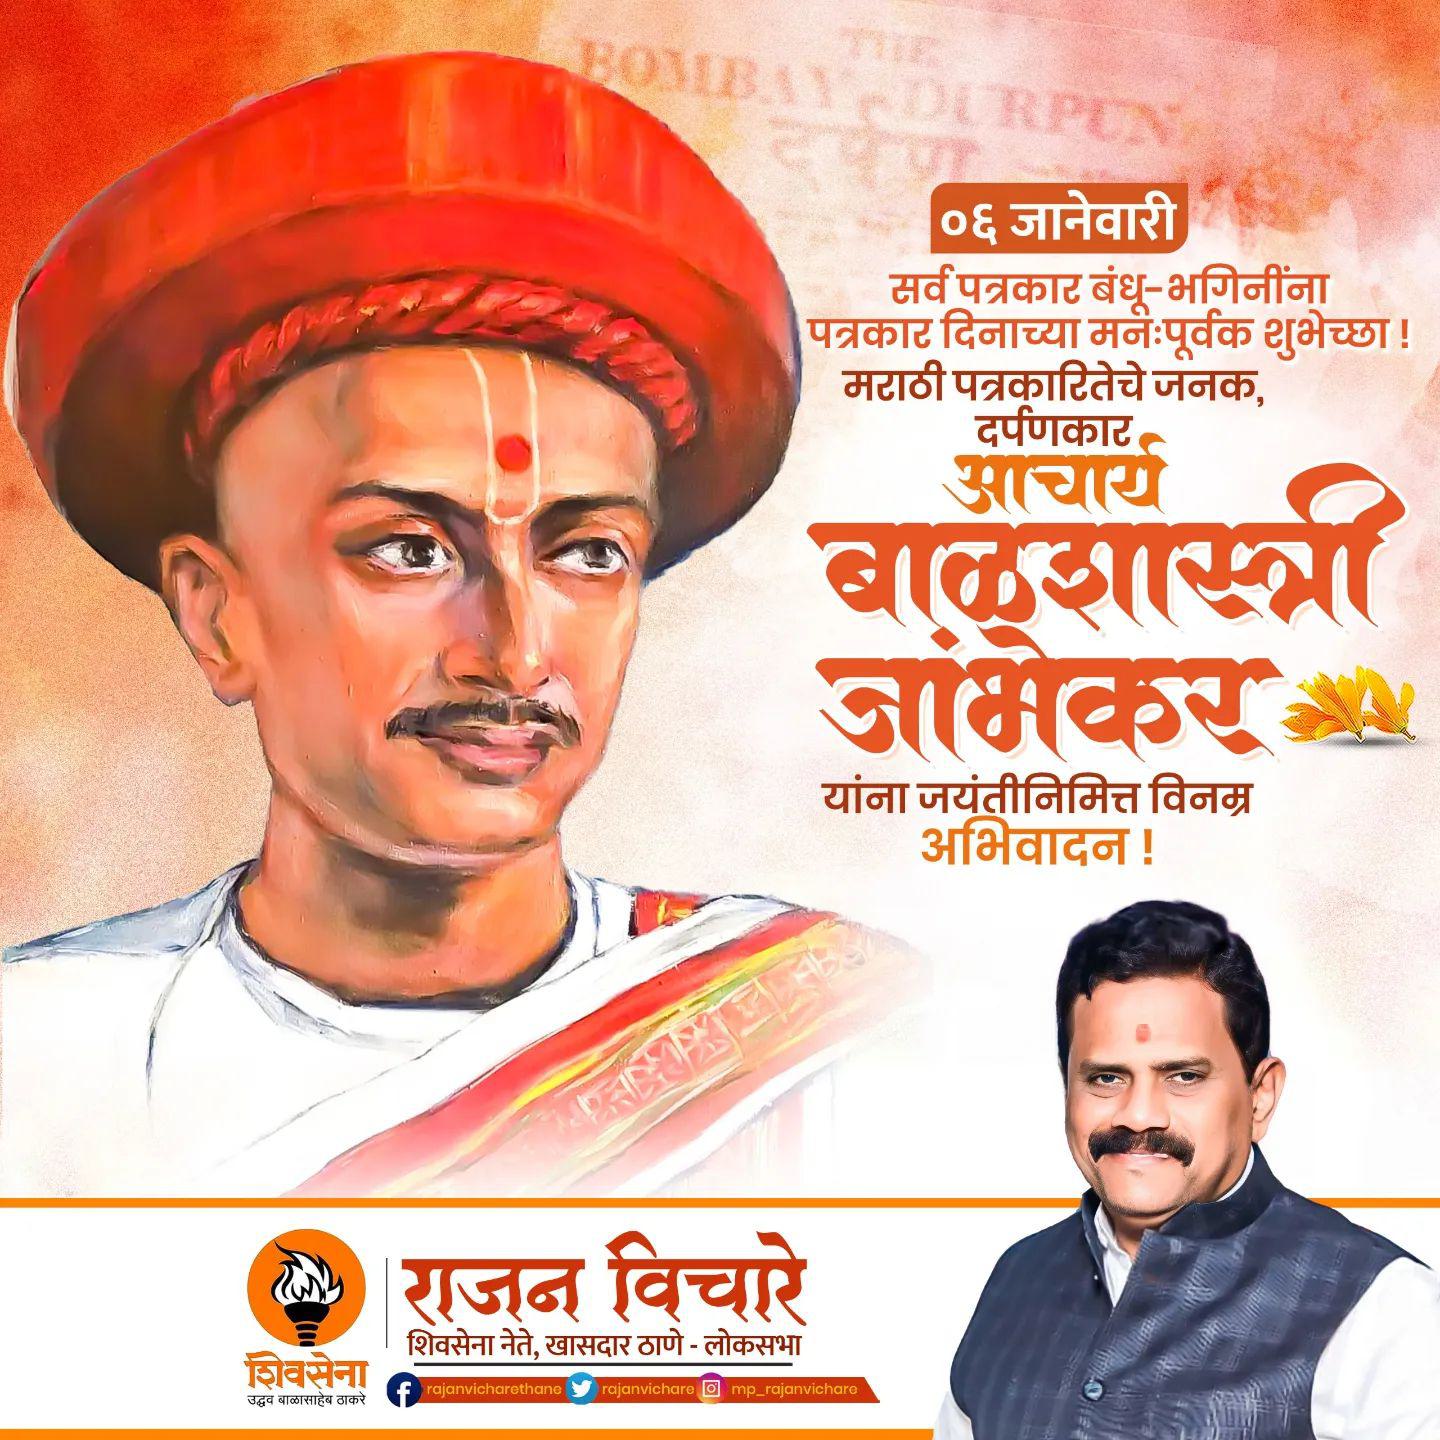 THE
BOMBAY DURPUN
दर्पण
०६ जानेवारी
सर्व पत्रकार बंधू-भगिनींना
पत्रकार दिनाच्या मनःपूर्वक शुभेच्छा !
मराठी पत्रकारितेचे जनक,
दर्पणकार
आचार्य
बाळशास्त्री
जांभेकर
यांना जयंतीनिमित्त विनम्र
अभिवादन !
राजन विचारे
शिवसेना नेते, खासदार ठाणे - लोकसभा
शिवसेना
उद्धव बाळासाहेब ठाकरे
rajanvicharethane rajanvichare mp_rajanvichare